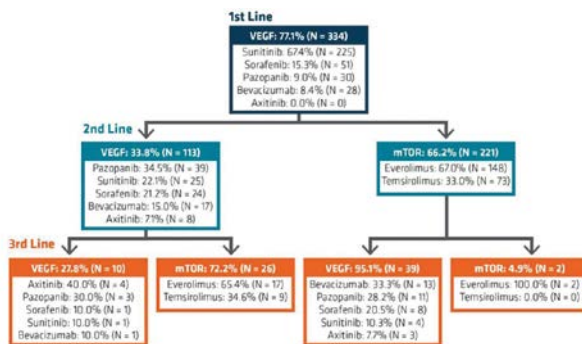 1st Line
VEGF: 77.1% (N = 334)
Sunitinib: 67.4% (N = 225)
Sorafenib: 15.3% (N = 51)
Pazopanib: 9.0% (N = 30)
Bevacizumab: 8.4% (N = 28)
Axitinib: 0.0% (N = 0)
2nd Line
VEGF: 33.8% (N = 113)
Pazopanib: 34.5% (N = 39)
Sunitinib: 22.1% (N = 25)
Sorafenib: 21.2% (N = 24)
Bevacizumab: 15.0% (N = 17)
Axitinib: 7.1% (N = 8)
mTOR: 66.2% (N = 221)
Everolimus: 67.0% (N = 148)
Temsirolimus: 33.0% (N = 73)
3rd Line
VEGF: 27.8% (N = 10)
Axitinib: 40.0% (N = 4)
Pazopanib: 30.0% (N = 3)
Sorafenib: 10.0% (N = 1)
Sunitinib: 10.0% (N = 1)
Bevacizumab: 10.0% (N = 1)
mTOR: 72.2% (N = 26)
Everolimus: 65.4% (N = 17)
Temsirolimus: 34.6% (N = 9)
VEGF: 95.1% (N = 39)
Bevacizumab: 33.3% (N = 13)
Pazopanib: 28.2% (N = 11)
Sorafenib: 20.5% (N = 8)
Sunitinib: 10.3% (N = 4)
Axitinib: 7.7% (N = 3)
mTOR: 4.9% (N = 2)
Everolimus: 100.0% (N = 2)
Temsirolimus: 0.0% (N = 0)